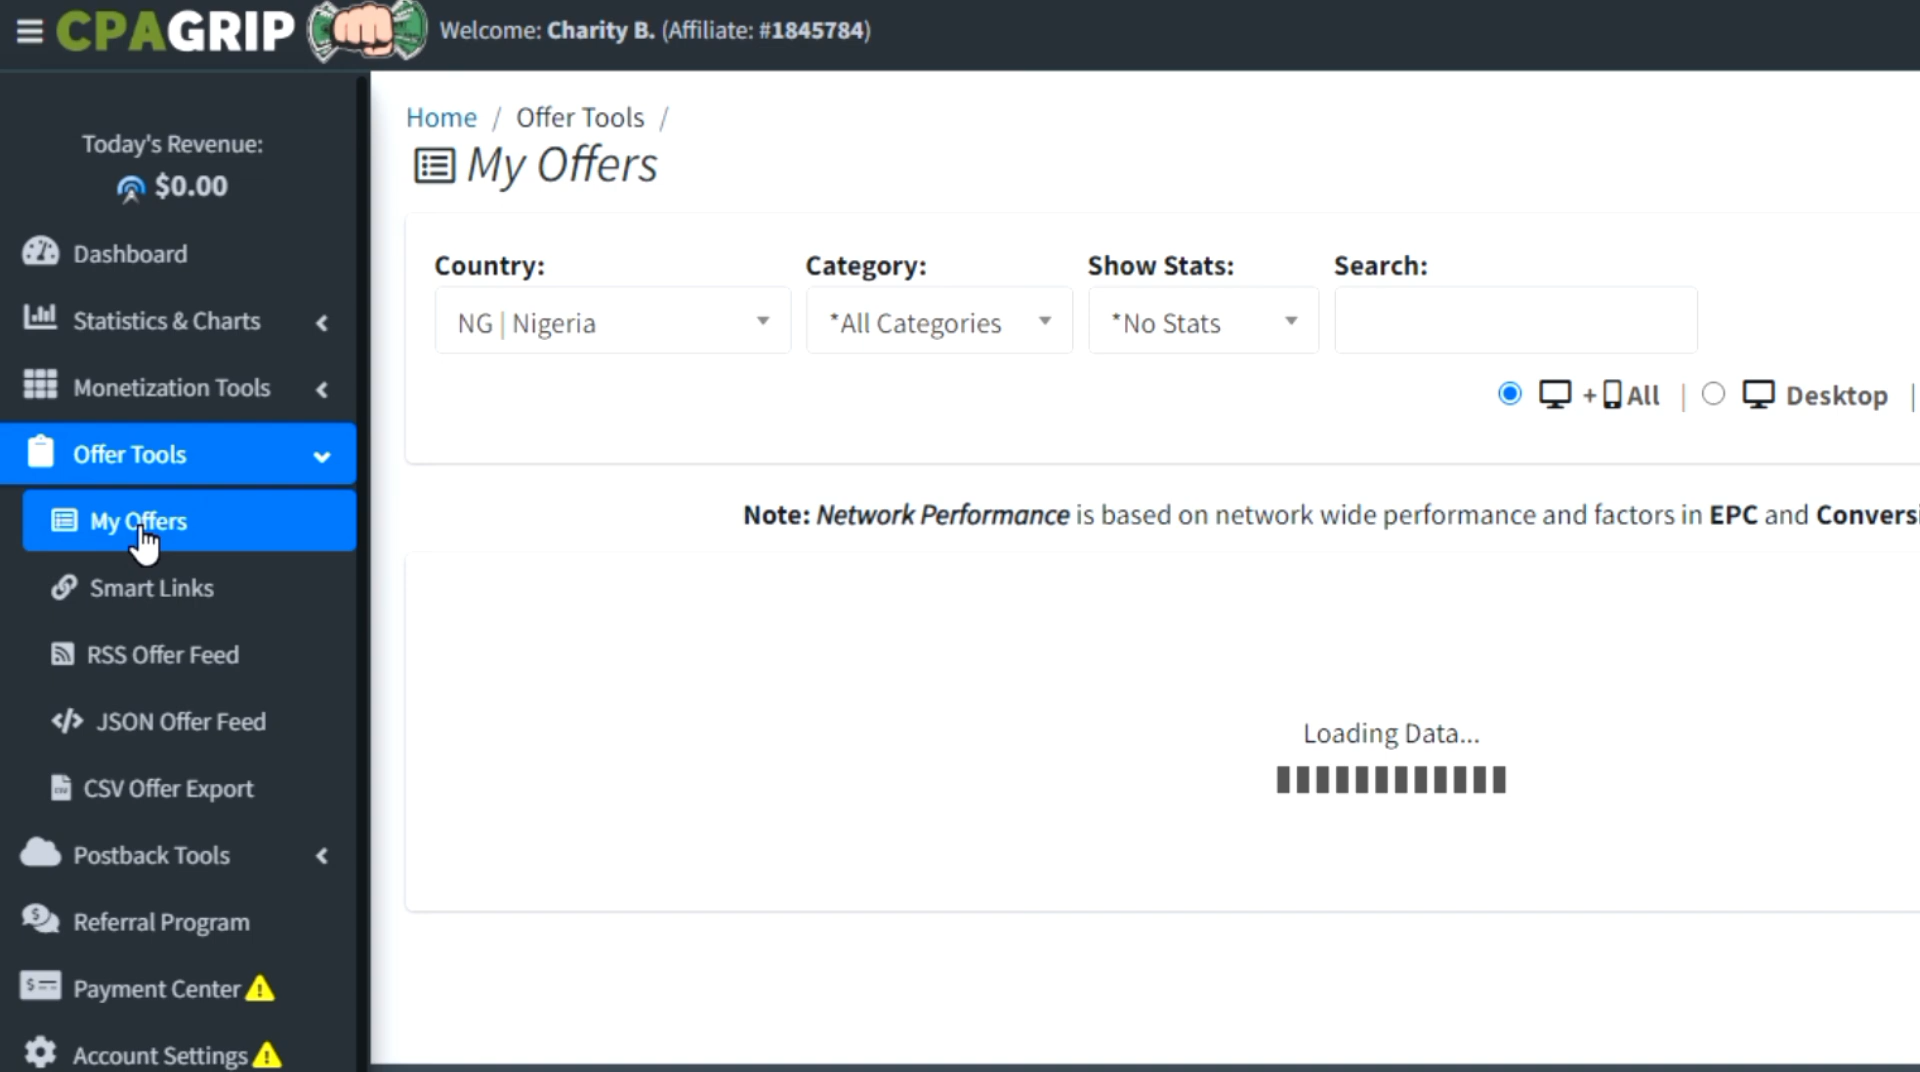 CPAGRIP
Welcome: Charity B. (Affiliate: #1845784)
Today's Revenue:
$0.00
Dashboard
Statistics & Charts
Monetization Tools
Offer Tools
My Offers
Smart Links
RSS Offer Feed
JSON Offer Feed
CSV Offer Export
Postback Tools
Referral Program
Payment Center
Account Settings
Home / Offer Tools /
My Offers
Country: Category: Show Stats: Search:
NG | Nigeria *All Categories *No Stats
+ All | Desktop |
Note: Network Performance is based on network wide performance and factors in EPC and Conversi
Loading Data...